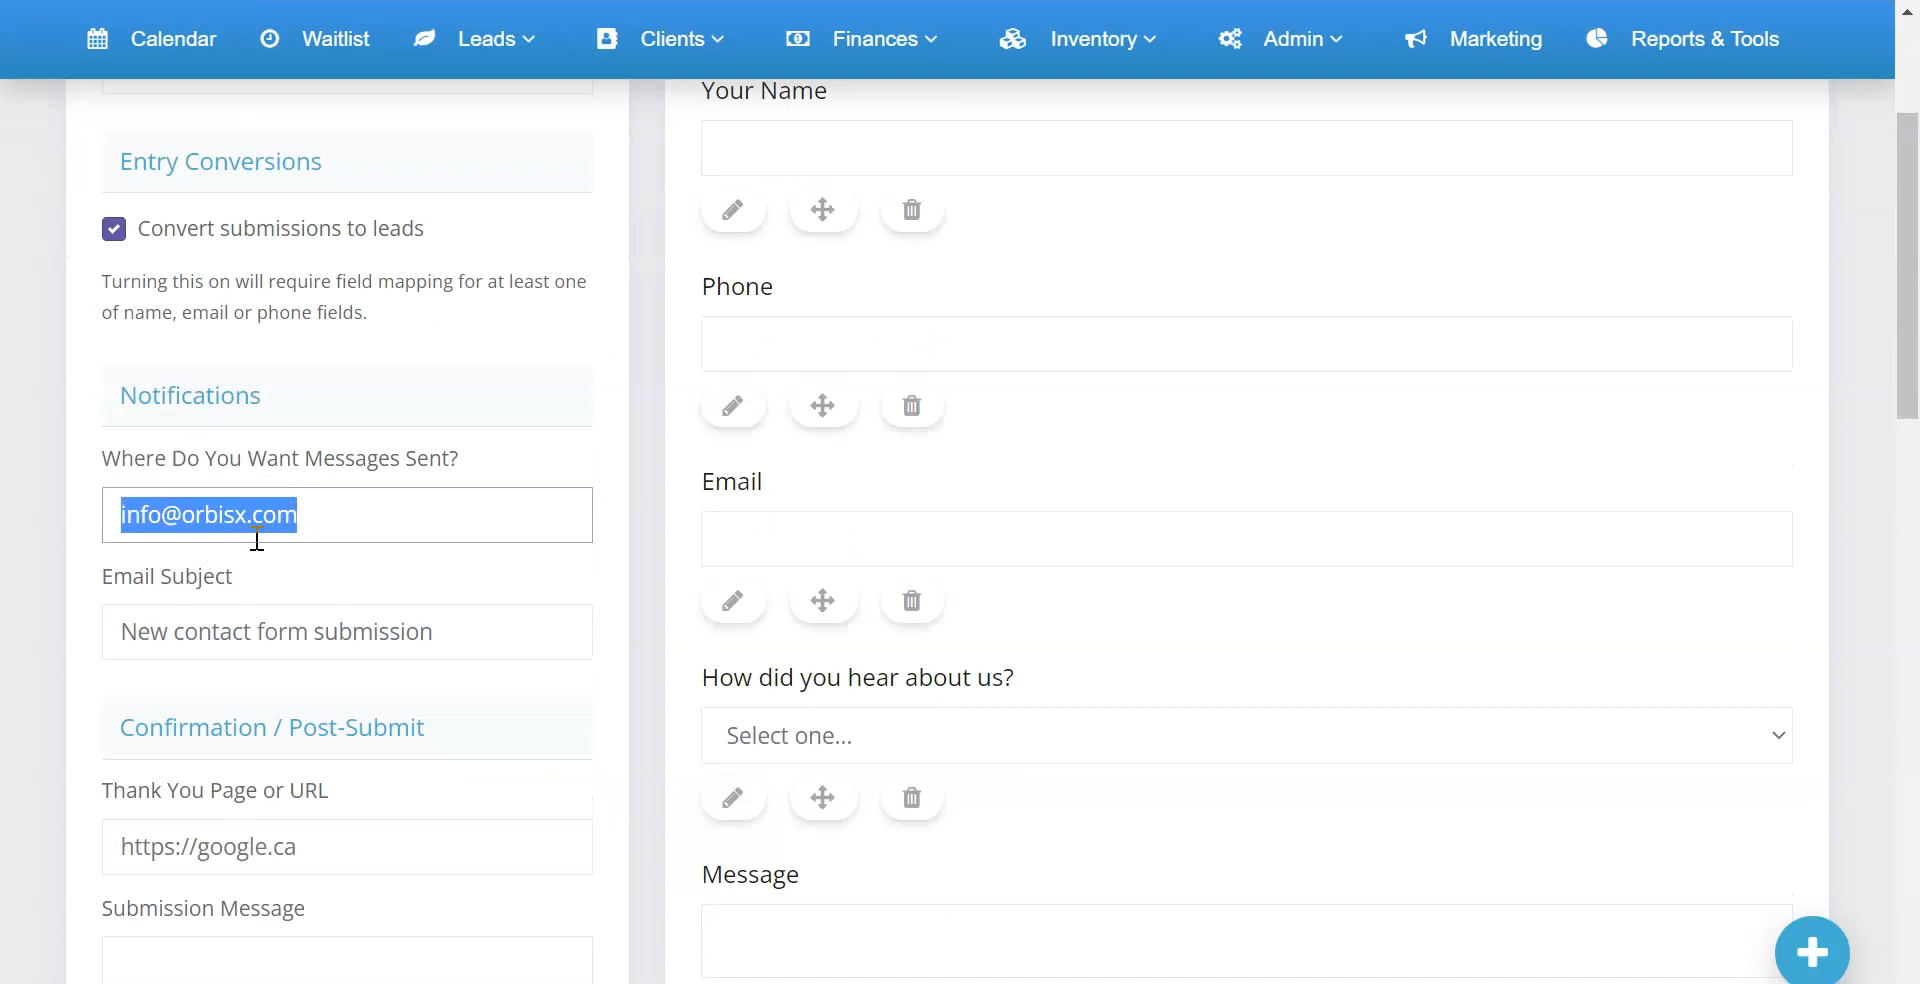 Calendar Waitlist Leads Clients Finances Inventory Admin Marketing Reports & Tools
Entry Conversions
Convert submissions to leads
Turning this on will require field mapping for at least one
of name, email or phone fields.
Notifications
Where Do You Want Messages Sent?
info@orbisx.com
Email Subject
New contact form submission
Confirmation / Post-Submit
Thank You Page or URL
https://google.ca
Submission Message
Your Name
Phone
Email
How did you hear about us?
Select one...
Message